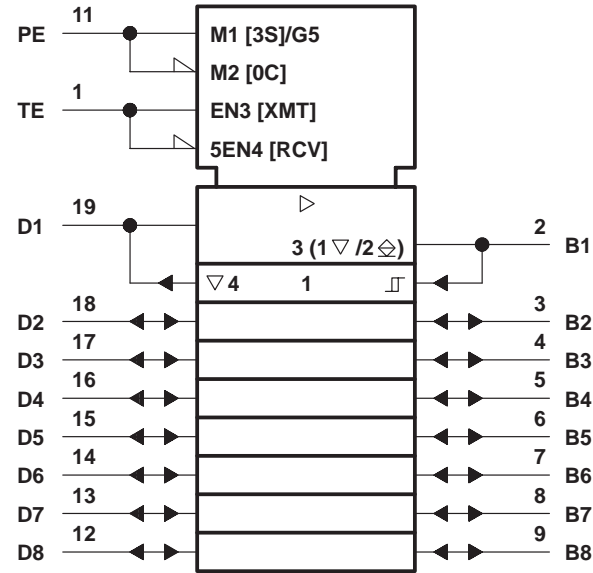 11
PE M1 [3S]/G5
M2 [0C]
1
TE EN3 [XMT]
5EN4 [RCV]
19
D1 ▷
3 (1 ▽ /2 ⎒) 2 B1
▽ 4 1
18 3
D2 B2
17 4
D3 B3
16 5
D4 B4
15 6
D5 B5
14 7
D6 B6
13 8
D7 B7
12 9
D8 B8